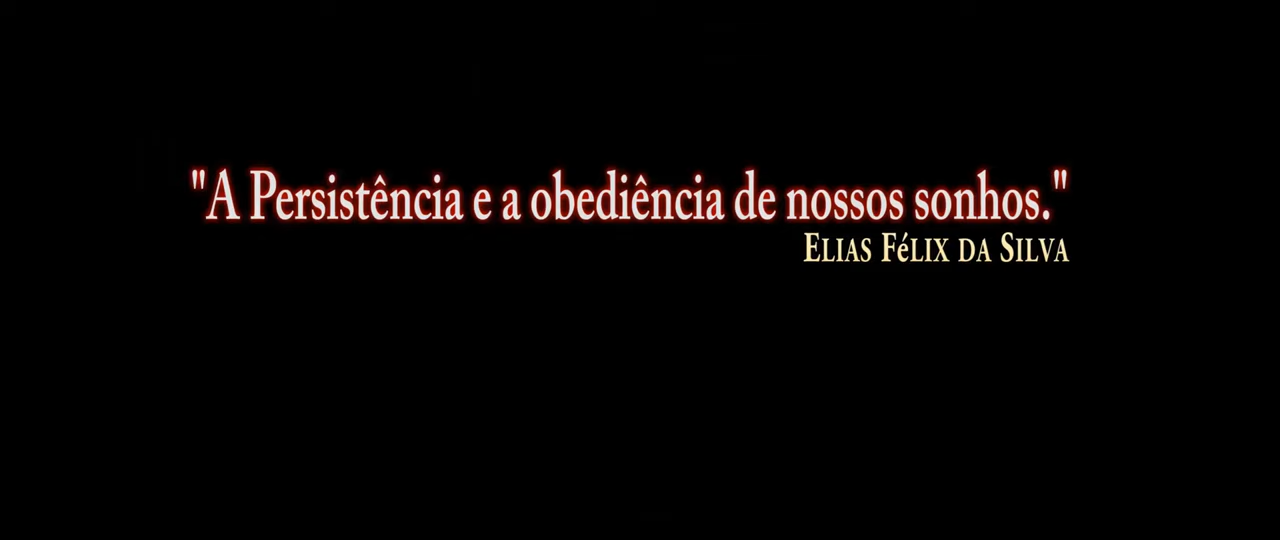 "A Persistência e a obediência de nossos sonhos."
ELIAS FéLIX DA SILVA